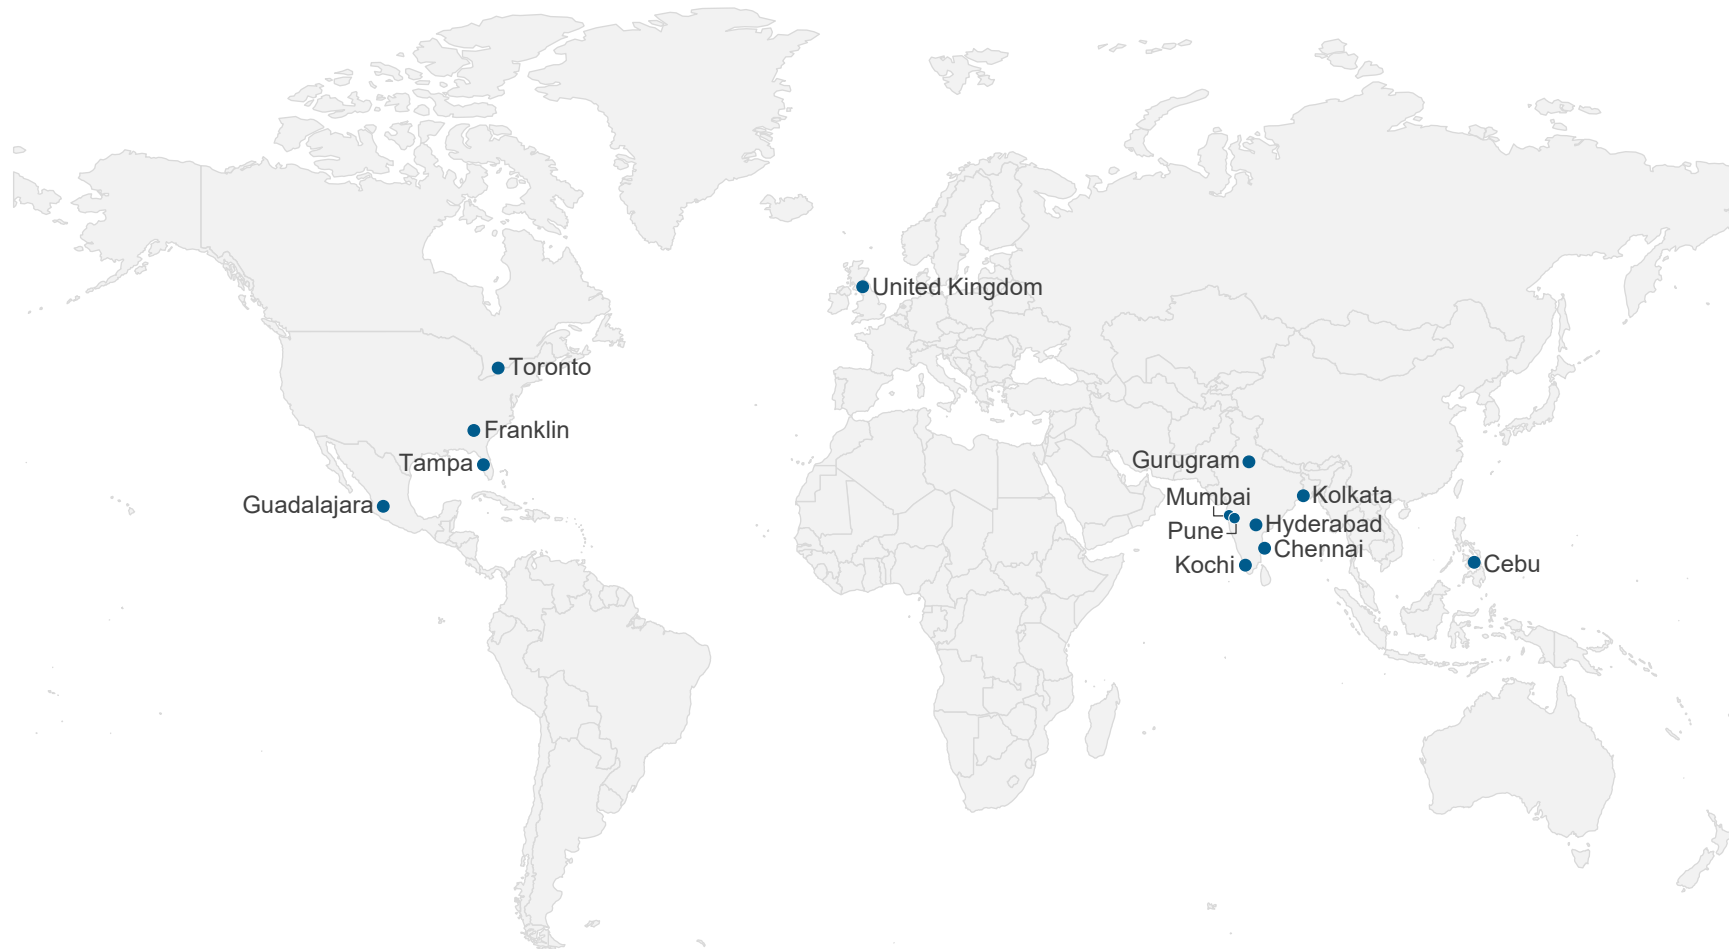 United Kingdom
Toronto
Franklin
Tampa
Gurugram
Guadalajara
Mumbai
Kolkata
Pune
Hyderabad
Chennai
Kochi
Cebu